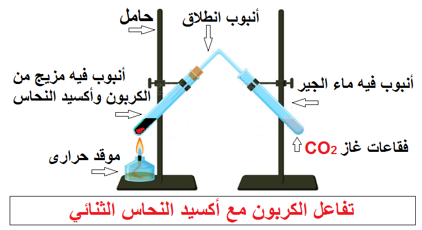 أنبوب انطلاق
حامل
أنبوب فيه مزيج من
الكربون وأكسيد النحاس
أنبوب فيه ماء الجير
موقد حرارى
فقاعات غاز CO2
تفاعل الكربون مع أكسيد النحاس الثنائي